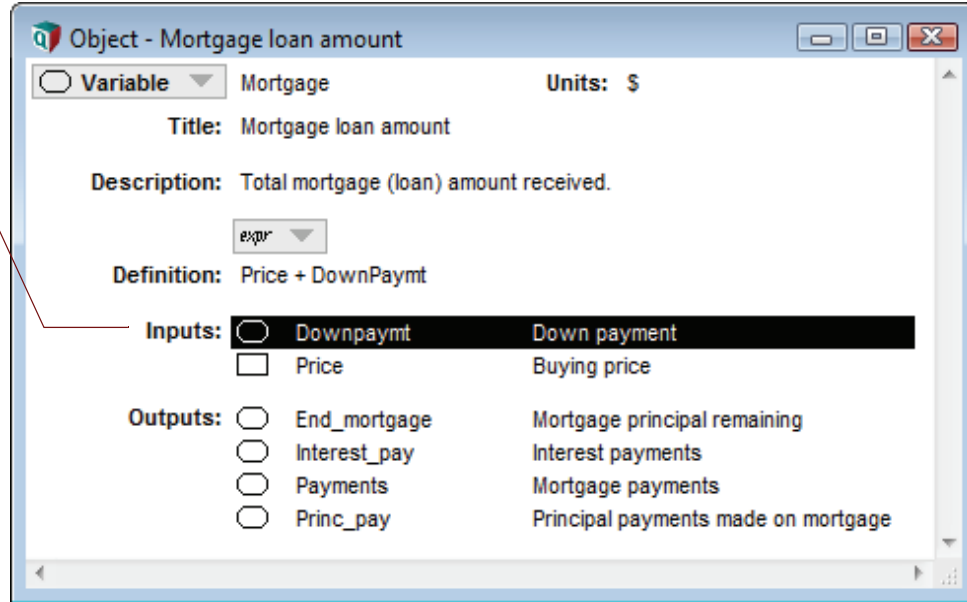 Object - Mortgage loan amount
Variable Mortgage Units: $
Title: Mortgage loan amount
Description: Total mortgage (loan) amount received.
expr
Definition: Price + DownPaymt
Inputs: Downpaymt Down payment
Price Buying price
Outputs: End_mortgage Mortgage principal remaining
Interest_pay Interest payments
Payments Mortgage payments
Princ_pay Principal payments made on mortgage